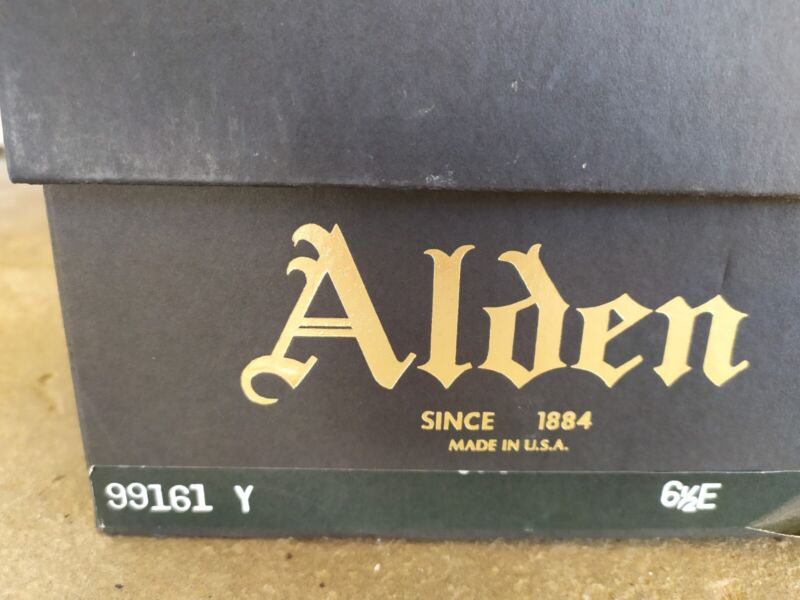 Alden
SINCE 1884
MADE IN U.S.A.
99161 Y 6½E